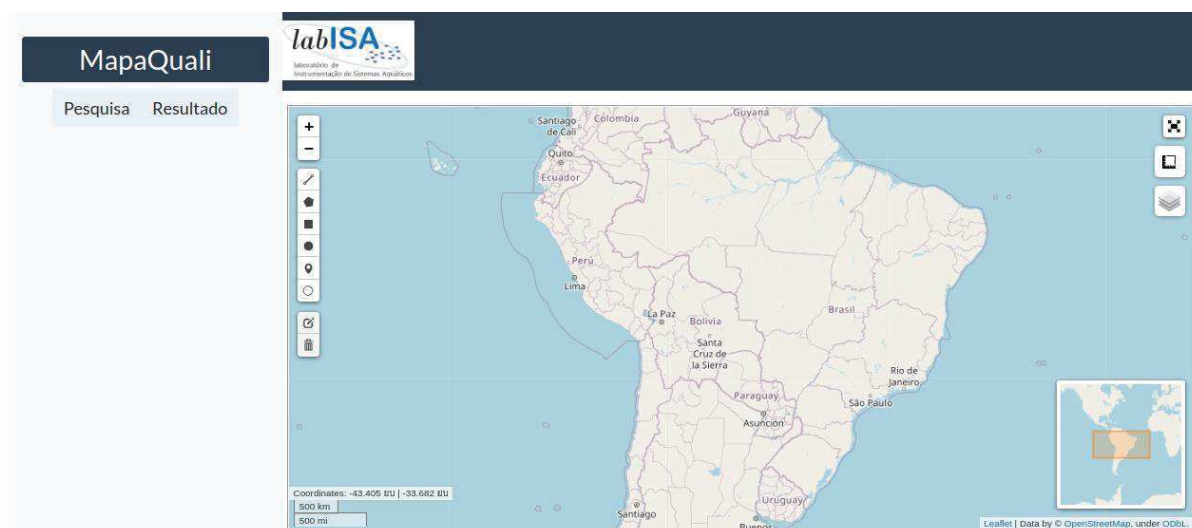 MapaQuali
Pesquisa Resultado
labISA
laboratório de
Instrumentação de Sistemas Aquáticos
+
−
Santiago
de Cali
Colombia
Guyana
Quito
Ecuador
Perú
Lima
La Paz
Bolivia
Santa
Cruz de
la Sierra
Brasil
Rio de
Janeiro
São Paulo
Paraguay
Asunción
Uruguay
Santiago
Buenos
Coordinates: -43.405 | -33.682
500 km
500 mi
Leaflet | Data by © OpenStreetMap, under ODbL